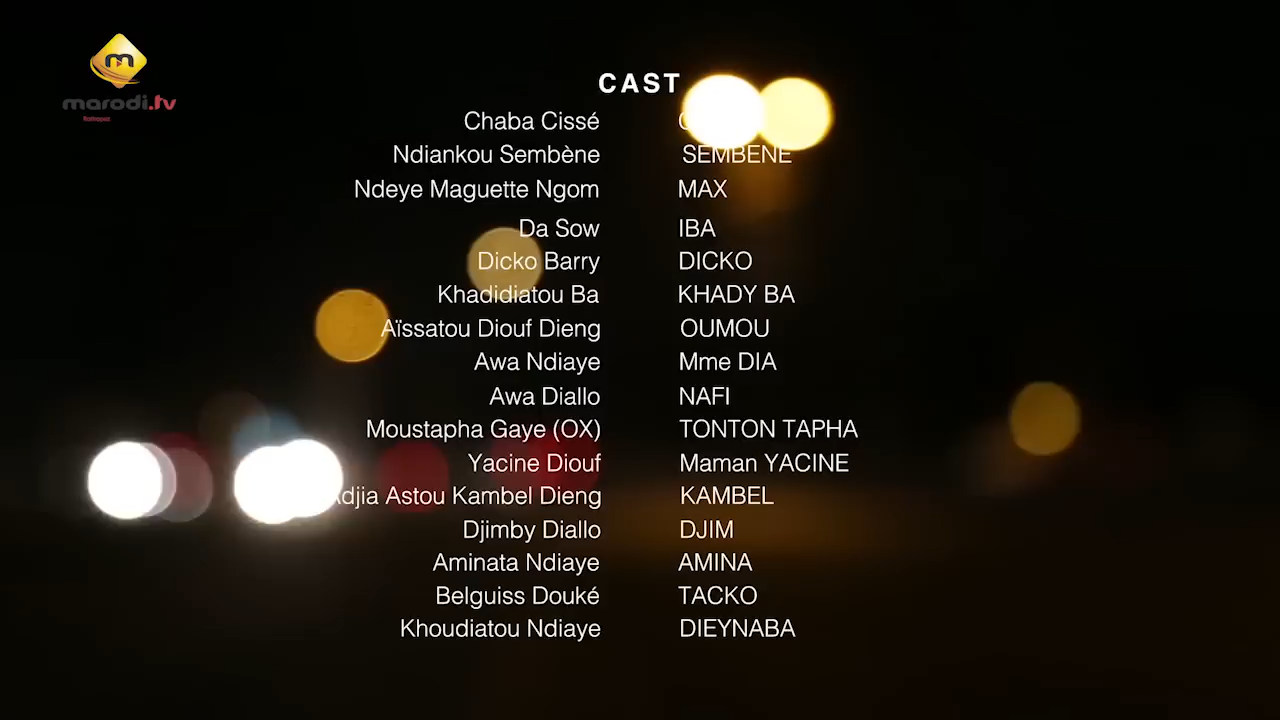 marodi.tv
CAST
Chaba Cissé
Ndiankou Sembène SEMBENE
Ndeye Maguette Ngom MAX
Da Sow IBA
Dicko Barry DICKO
Khadidiatou Ba KHADY BA
Aïssatou Diouf Dieng OUMOU
Awa Ndiaye Mme DIA
Awa Diallo NAFI
Moustapha Gaye (OX) TONTON TAPHA
Yacine Diouf Maman YACINE
Adjia Astou Kambel Dieng KAMBEL
Djimby Diallo DJIM
Aminata Ndiaye AMINA
Belguiss Douké TACKO
Khoudiatou Ndiaye DIEYNABA